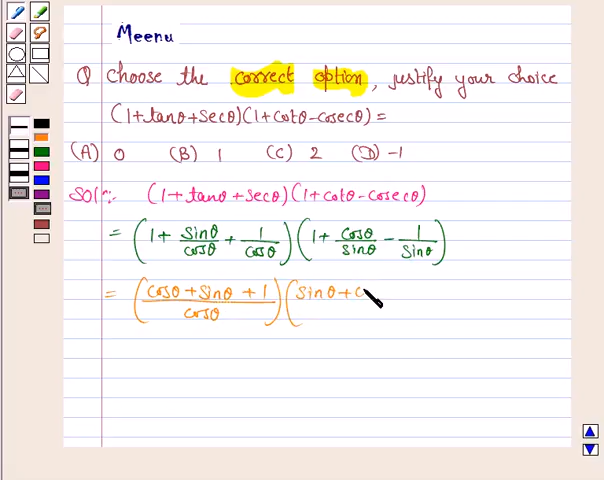 Meenu
Q Choose the correct option, justify your choice
(1+tanθ+secθ)(1+cotθ-cosecθ)=
(A) 0 (B) 1 (C) 2 (D) -1
Sol:- (1+tanθ+secθ)(1+cotθ-cosecθ)
= (1 + sinθ/cosθ + 1/cosθ)(1 + cosθ/sinθ - 1/sinθ)
= ((cosθ + sinθ + 1)/cosθ)(sinθ+c